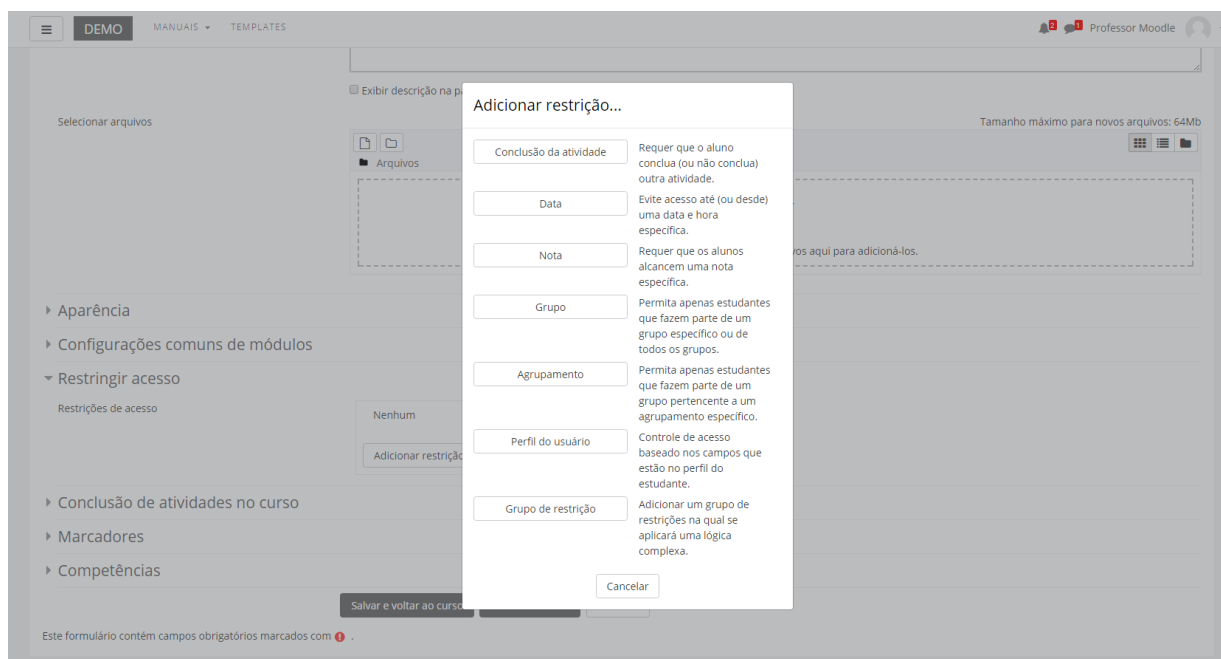 DEMO MANUAIS TEMPLATES 2 1 Professor Moodle
Exibir descrição na
Selecionar arquivos
Tamanho máximo para novos arquivos: 64Mb
Arquivos
aqui para adicioná-los.
Aparência
Configurações comuns de módulos
Restringir acesso
Restrições de acesso
Nenhum
Adicionar restrição
Conclusão de atividades no curso
Marcadores
Competências
Salvar e voltar ao curso
Este formulário contém campos obrigatórios marcados com .
Adicionar restrição...
Conclusão da atividade
Requer que o aluno
conclua (ou não conclua)
outra atividade.
Data
Evite acesso até (ou desde)
uma data e hora
específica.
Nota
Requer que os alunos
alcancem uma nota
específica.
Grupo
Permita apenas estudantes
que fazem parte de um
grupo específico ou de
todos os grupos.
Agrupamento
Permita apenas estudantes
que fazem parte de um
grupo pertencente a um
agrupamento específico.
Perfil do usuário
Controle de acesso
baseado nos campos que
estão no perfil do
estudante.
Grupo de restrição
Adicionar um grupo de
restrições na qual se
aplicará uma lógica
complexa.
Cancelar